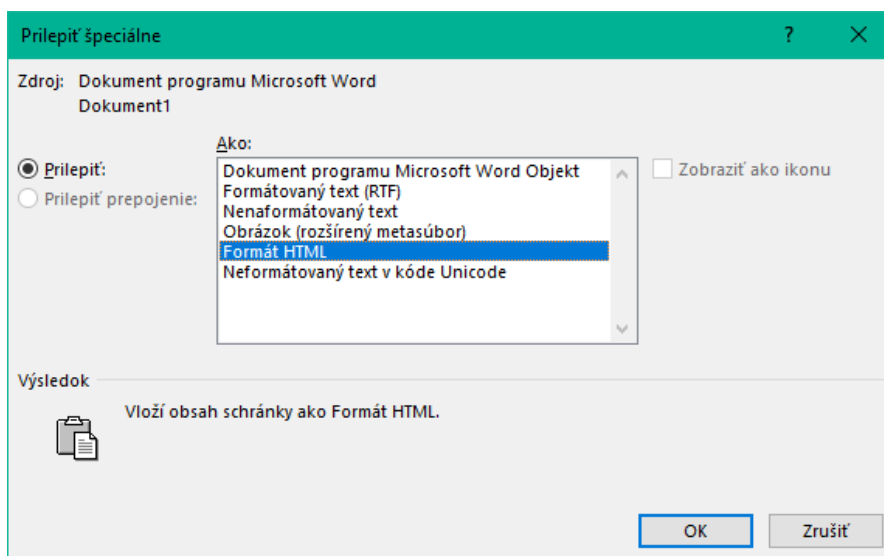 Prilepiť špeciálne
?
Zdroj: Dokument programu Microsoft Word
Dokument1
Ako:
Prilepiť:
Prilepiť prepojenie:
Dokument programu Microsoft Word Objekt
Formátovaný text (RTF)
Nenaformátovaný text
Obrázok (rozšírený metasúbor)
Formát HTML
Neformátovaný text v kóde Unicode
Zobraziť ako ikonu
Výsledok
Vloží obsah schránky ako Formát HTML.
OK
Zrušiť